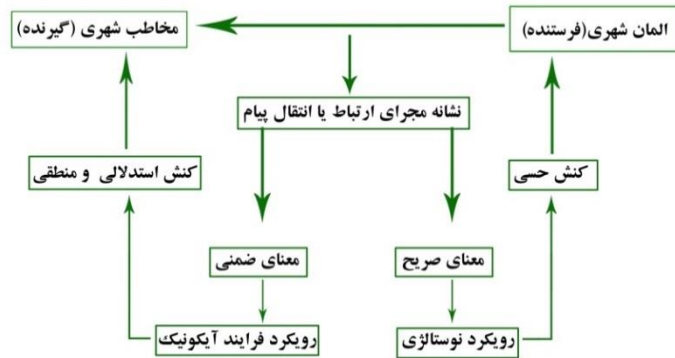 المان شهری(فرستنده)
مخاطب شهری (گیرنده)
نشانه مجرای ارتباط یا انتقال پیام
کنش حسی
کنش استدلالی و منطقی
معنای صریح
معنای ضمنی
رویکرد نوستالژی
رویکرد فرایند آیکونیک